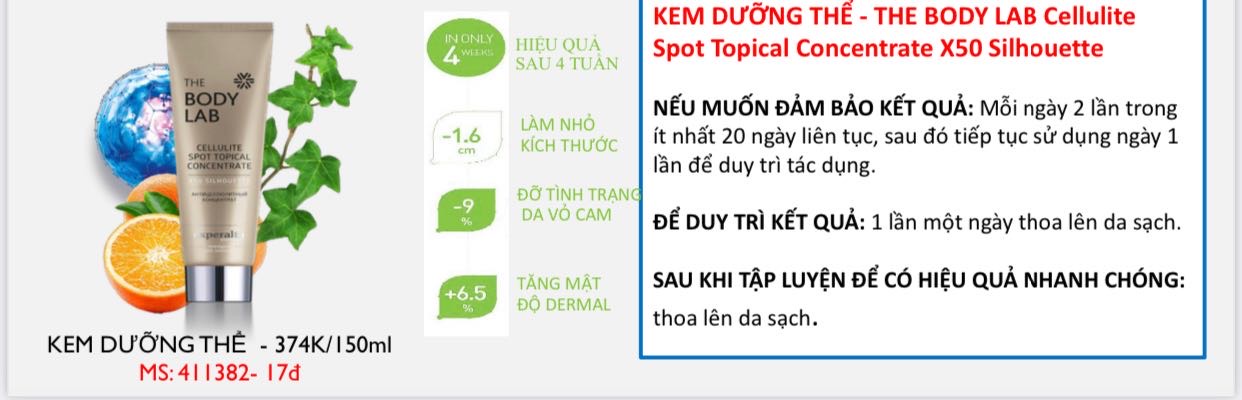 THE
BODY
LAB
CELLULITE
SPOT TOPICAL
CONCENTRATE
X50 SILHOUETTE
АНТИЦЕЛЛЮЛИТНЫЙ
КОНЦЕНТРАТ
experalta
KEM DƯỠNG THỂ - 374K/150ml
MS: 411382- 17đ
IN ONLY
4 WEEKS
HIỆU QUẢ
SAU 4 TUẦN
-1.6
cm
LÀM NHỎ
KÍCH THƯỚC
-9
%
ĐỠ TÌNH TRẠNG
DA VỎ CAM
+6.5
%
TĂNG MẬT
ĐỘ DERMAL
KEM DƯỠNG THỂ - THE BODY LAB Cellulite
Spot Topical Concentrate X50 Silhouette
NẾU MUỐN ĐẢM BẢO KẾT QUẢ: Mỗi ngày 2 lần trong
ít nhất 20 ngày liên tục, sau đó tiếp tục sử dụng ngày 1
lần để duy trì tác dụng.
ĐỂ DUY TRÌ KẾT QUẢ: 1 lần một ngày thoa lên da sạch.
SAU KHI TẬP LUYỆN ĐỂ CÓ HIỆU QUẢ NHANH CHÓNG:
thoa lên da sạch.